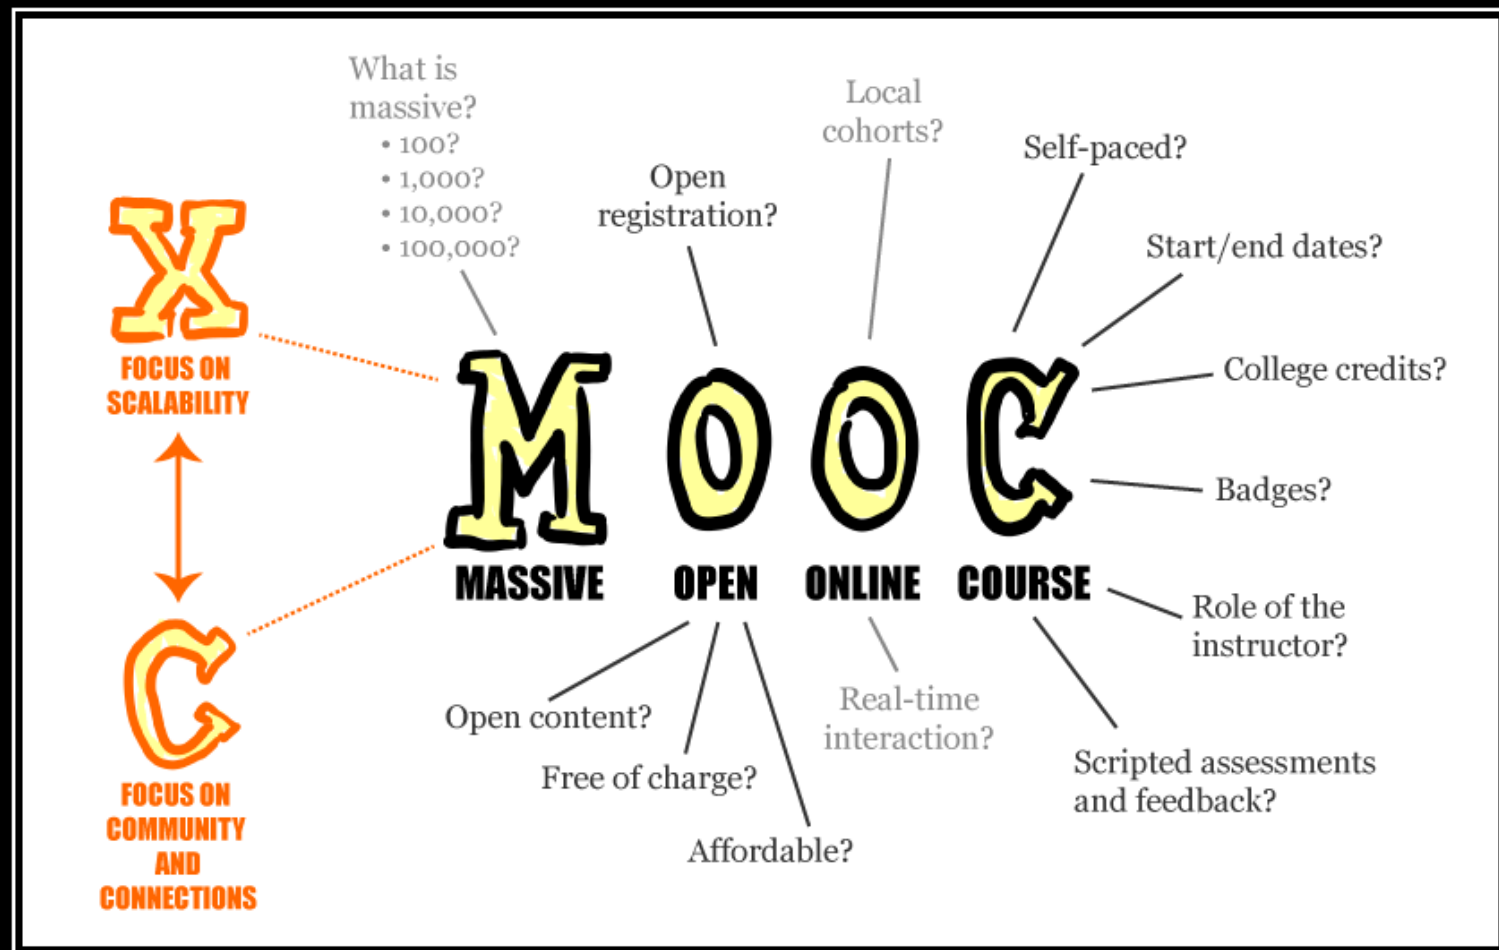 What is
massive?
• 100?
• 1,000?
• 10,000?
• 100,000?
Open
registration?
Local
cohorts?
Self-paced?
Start/end dates?
College credits?
Badges?
Role of the
instructor?
Scripted assessments
and feedback?
X
FOCUS ON
SCALABILITY
C
FOCUS ON
COMMUNITY
AND
CONNECTIONS
MOOC
MASSIVE OPEN ONLINE COURSE
Open content?
Free of charge?
Affordable?
Real-time
interaction?